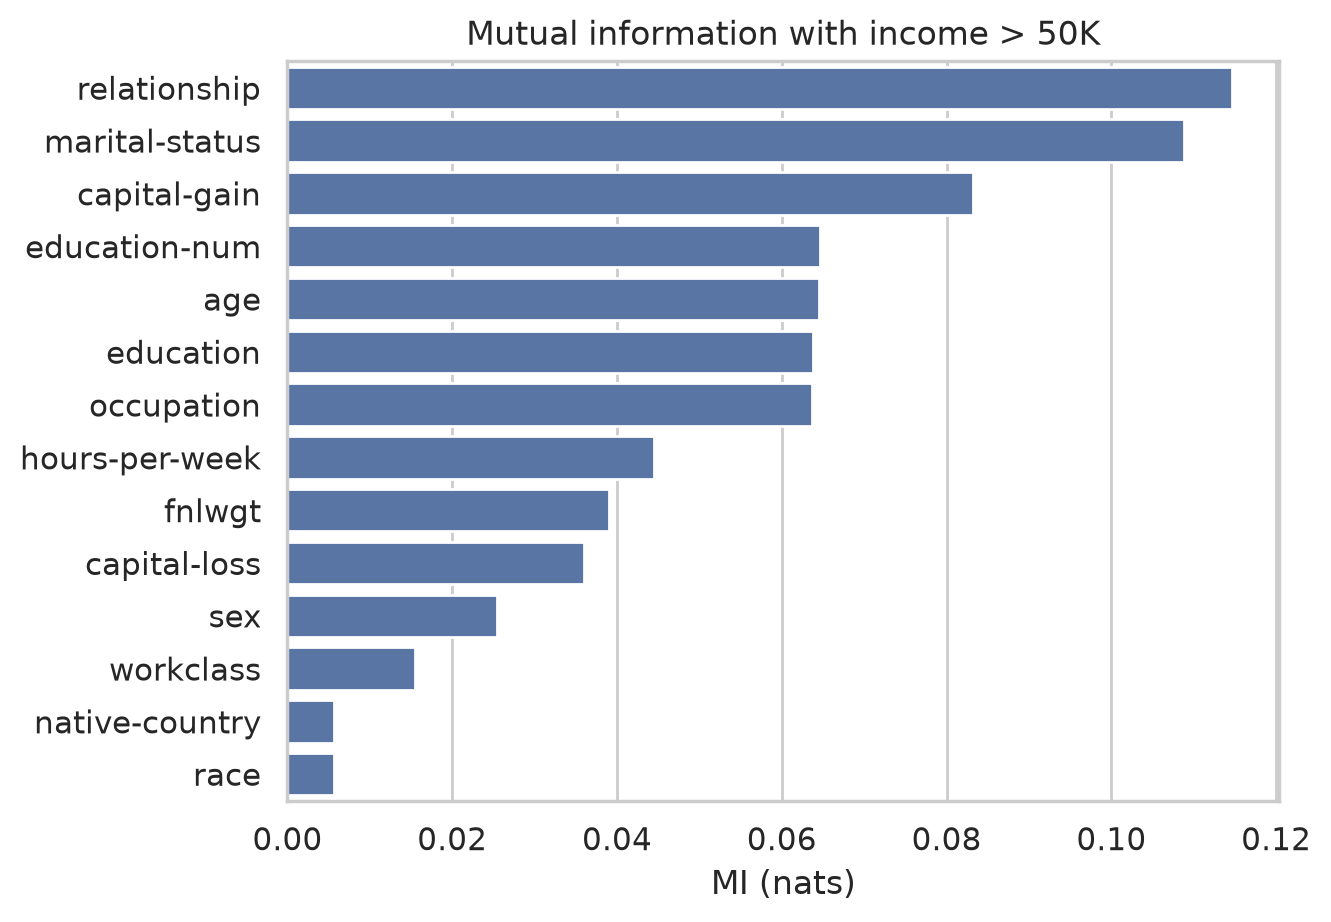 Mutual information with income > 50K
relationship
marital-status
capital-gain
education-num
age
education
occupation
hours-per-week
fnlwgt
capital-loss
sex
workclass
native-country
race
0.00 0.02 0.04 0.06 0.08 0.10 0.12
MI (nats)